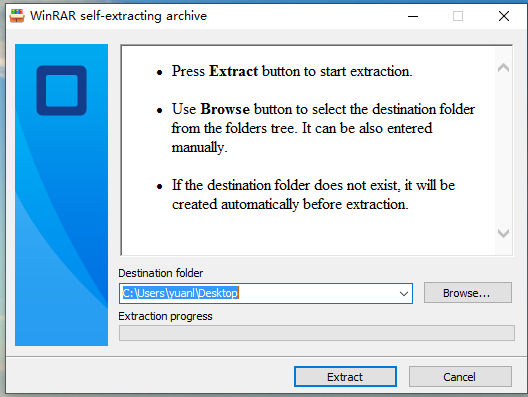 WinRAR self-extracting archive
Press Extract button to start extraction.
Use Browse button to select the destination folder
from the folders tree. It can be also entered
manually.
If the destination folder does not exist, it will be
created automatically before extraction.
Destination folder
C:\Users\yuanl\Desktop
Browse...
Extraction progress
Extract
Cancel